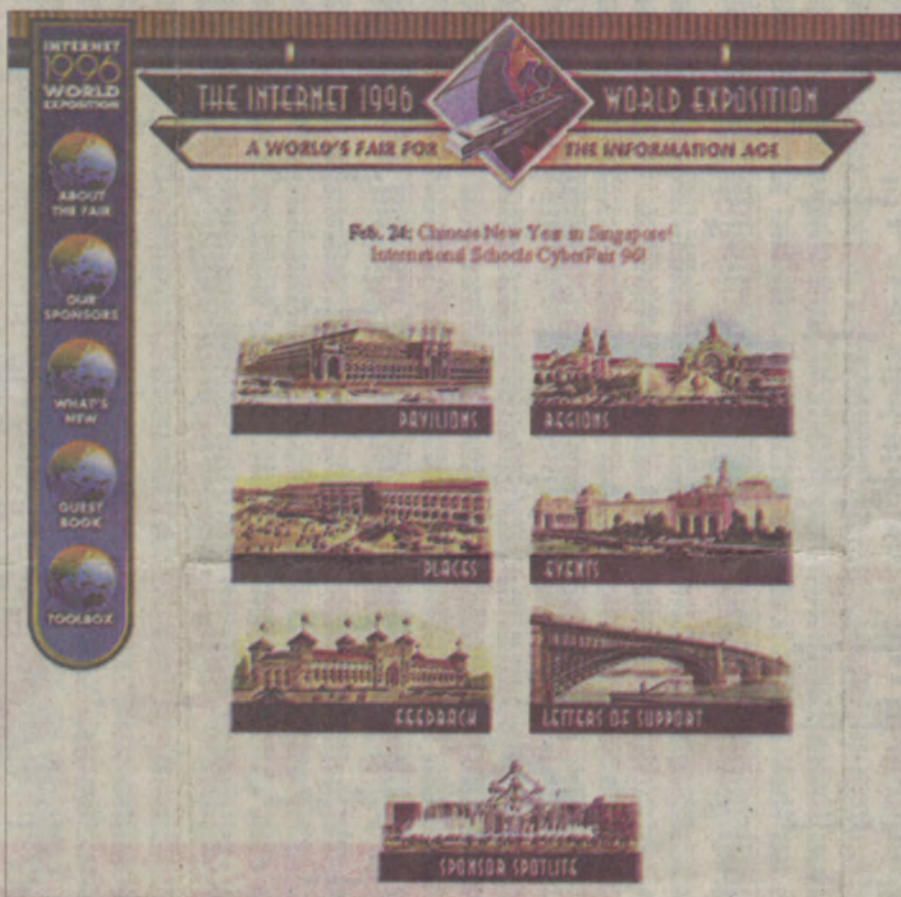 INTERNET
1996
WORLD
EXPOSITION
ABOUT
THE FAIR
OUR
SPONSORS
WHAT'S
NEW
GUEST
BOOK
TOOLBOX
THE INTERNET 1996 WORLD EXPOSITION
A WORLD'S FAIR FOR THE INFORMATION AGE
Feb. 24: Chinese New Year in Singapore!
International Schools CyberFair 96!
PAVILIONS
REGIONS
PLACES
EVENTS
FEEDBACK
LETTERS OF SUPPORT
SPONSOR SPOTLITE